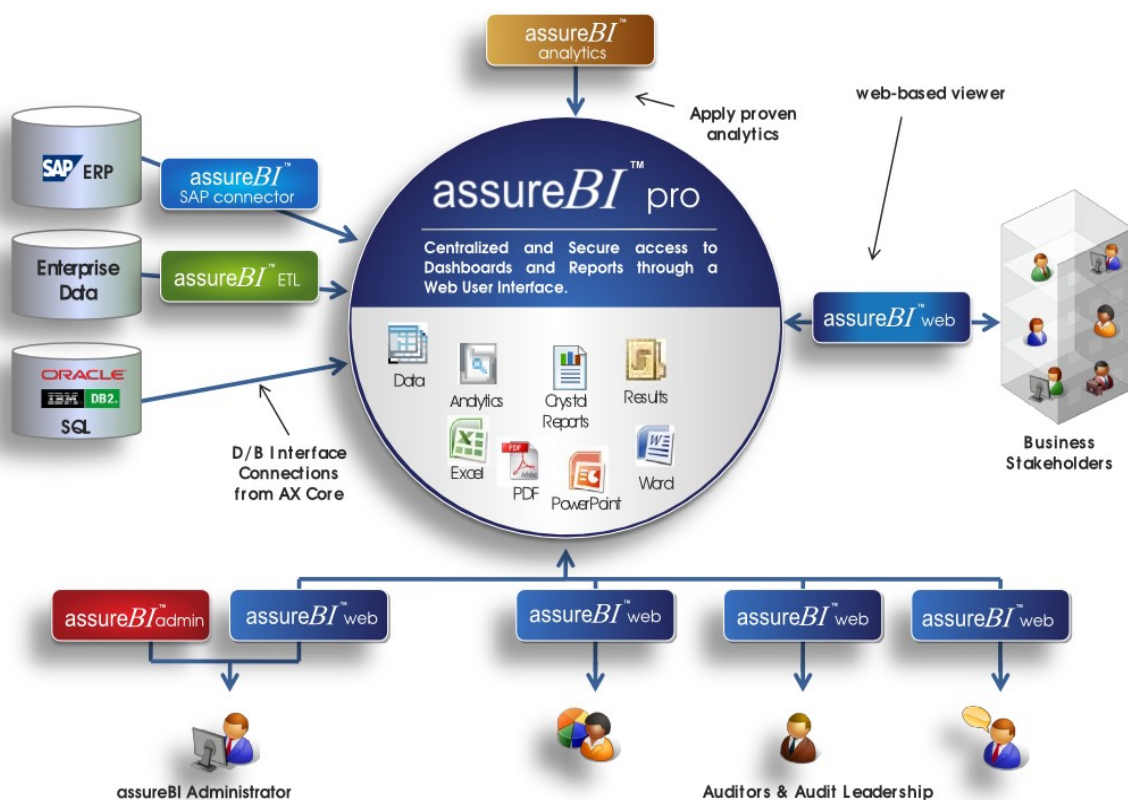 assureBI™
analytics
web-based viewer
Apply proven
analytics
SAP ERP
assureBI™
SAP connector
assureBI™ pro
Centralized and Secure access to
Dashboards and Reports through a
Web User Interface.
Enterprise
Data
assureBI™ ETL
assureBI™ web
ORACLE
IBM DB2.
SQL
Data
Analytics
Crystal
Reports
Results
Excel
PDF
Adobe
PDF
PowerPoint
Word
D/B Interface
Connections
from AX Core
Business
Stakeholders
assureBI™ admin
assureBI™ web
assureBI™ web
assureBI™ web
assureBI™ web
assureBI Administrator
Auditors & Audit Leadership